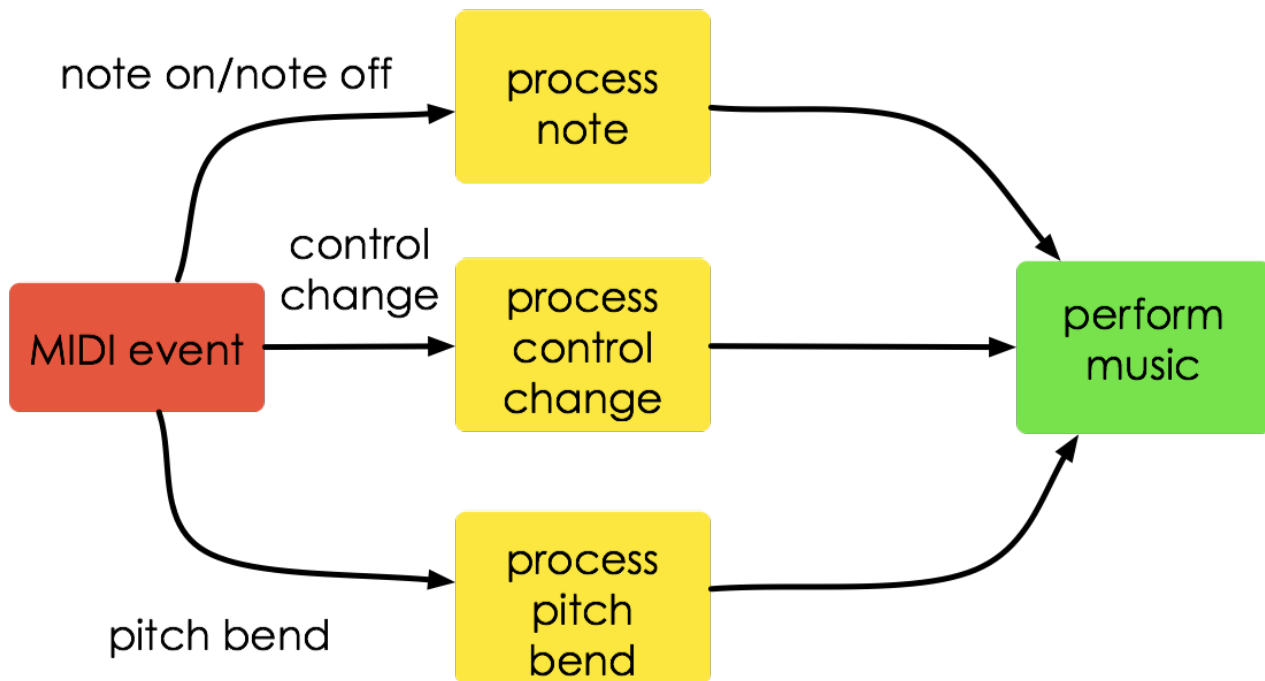 note on/note off
process
note
control
change
MIDI event
process
control
change
perform
music
process
pitch
bend
pitch bend